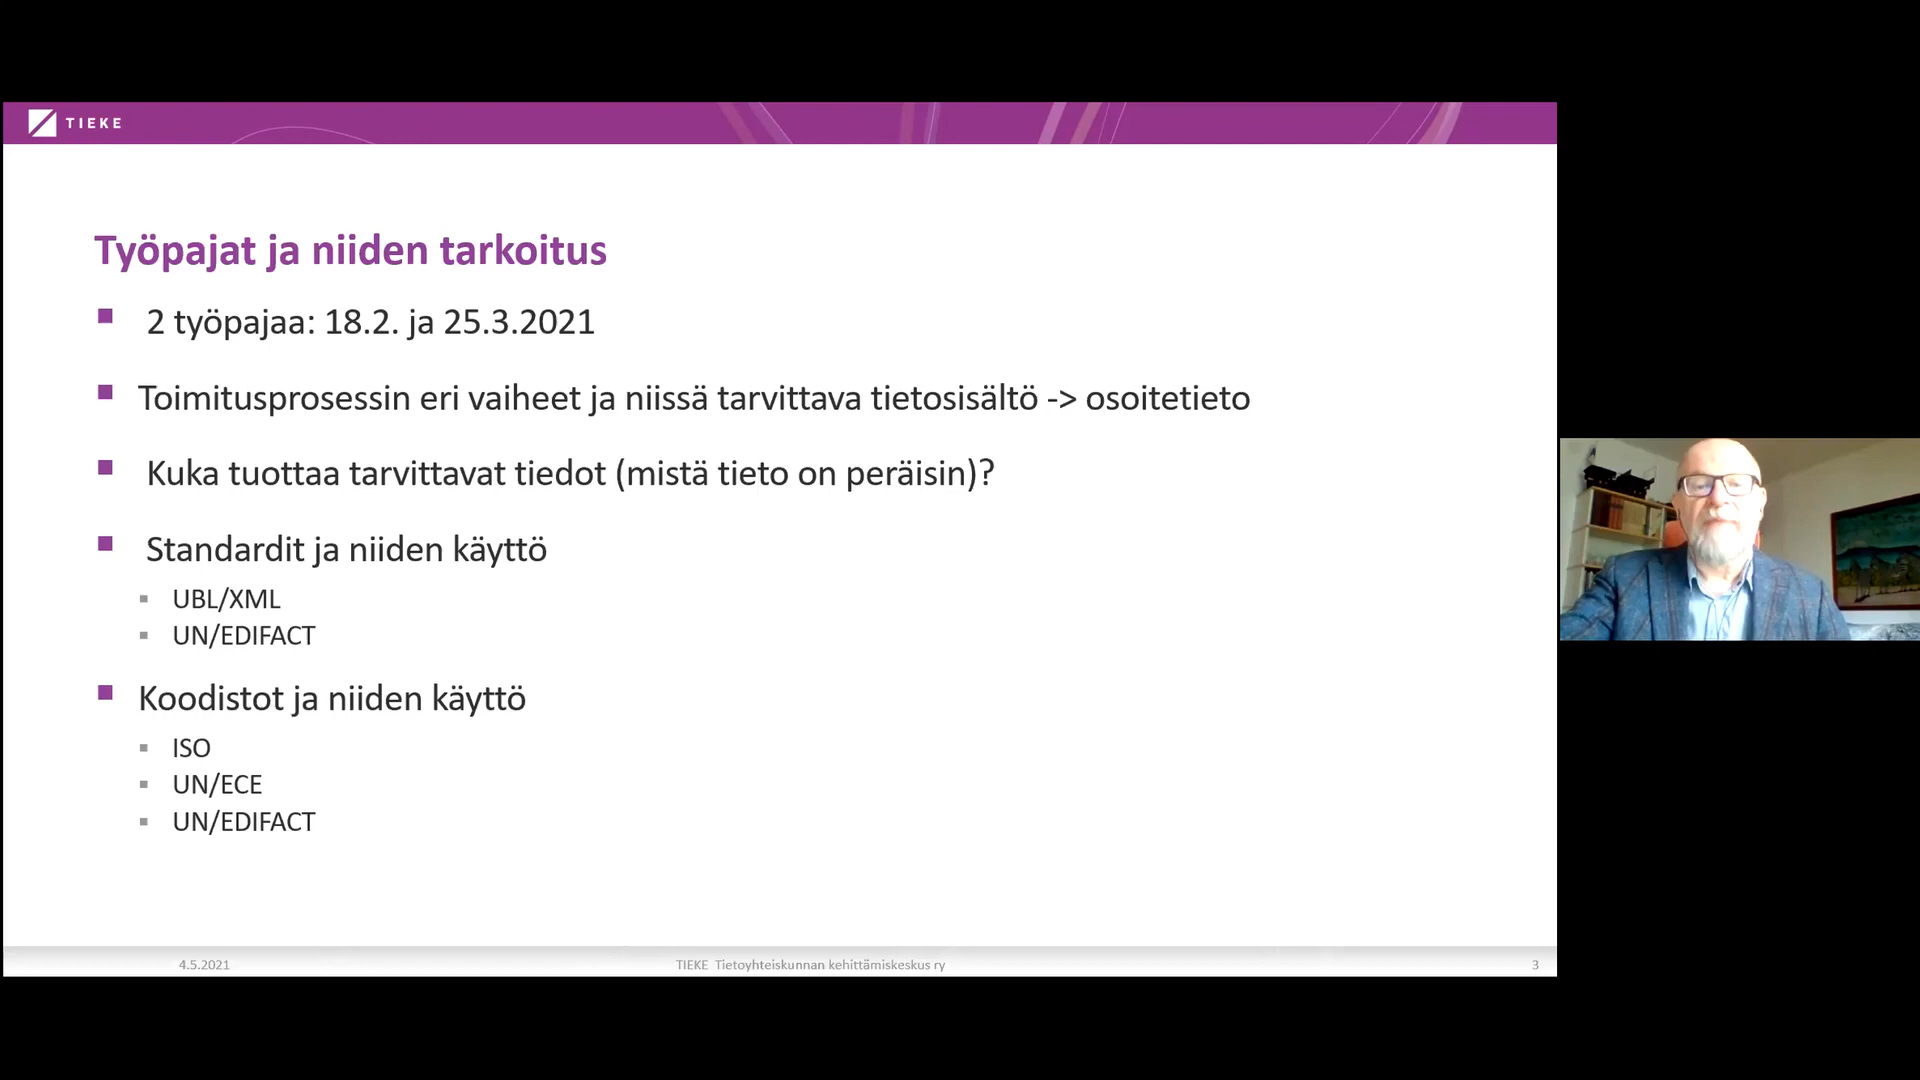 TIEKE
Työpajat ja niiden tarkoitus
2 työpajaa: 18.2. ja 25.3.2021
Toimitusprosessin eri vaiheet ja niissä tarvittava tietosisältö -> osoitetieto
Kuka tuottaa tarvittavat tiedot (mistä tieto on peräisin)?
Standardit ja niiden käyttö
UBL/XML
UN/EDIFACT
Koodistot ja niiden käyttö
ISO
UN/ECE
UN/EDIFACT
4.5.2021
TIEKE Tietoyhteiskunnan kehittämiskeskus ry
3